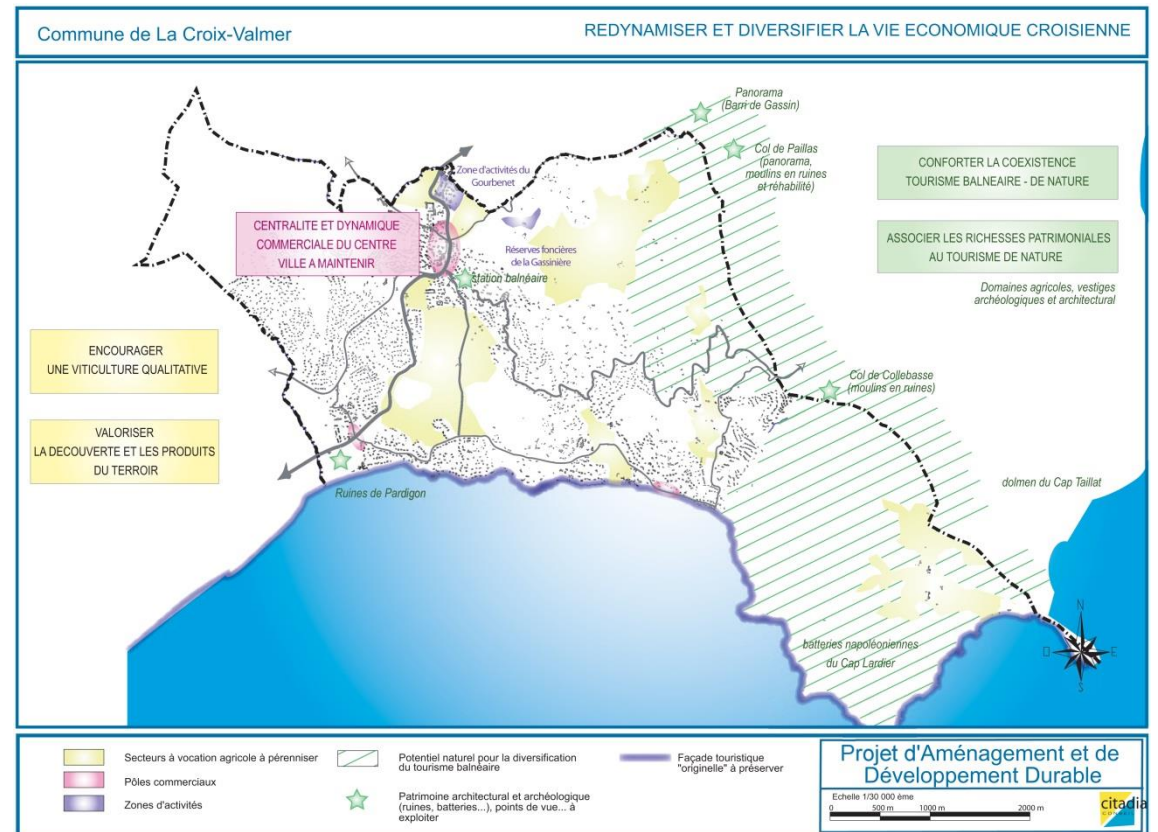 Commune de La Croix-Valmer
REDYNAMISER ET DIVERSIFIER LA VIE ECONOMIQUE CROISIENNE
Panorama
(Barri de Gassin)
Col de Paillas
(panorama,
moulins en ruines
et réhabilité)
Zone d'activités du
Gourbenet
CONFORTER LA COEXISTENCE
TOURISME BALNEAIRE - DE NATURE
CENTRALITE ET DYNAMIQUE
COMMERCIALE DU CENTRE
VILLE A MAINTENIR
Réserves foncières
de la Gassinière
ASSOCIER LES RICHESSES PATRIMONIALES
AU TOURISME DE NATURE
station balnéaire
Domaines agricoles, vestiges
archéologiques et architectural
ENCOURAGER
UNE VITICULTURE QUALITATIVE
Col de Collebasse
(moulins en ruines)
VALORISER
LA DECOUVERTE ET LES PRODUITS
DU TERROIR
Ruines de Pardigon
dolmen du Cap Taillat
batteries napoléoniennes
du Cap Lardier
N
O
E
S
Secteurs à vocation agricole à pérenniser
Pôles commerciaux
Zones d'activités
Potentiel naturel pour la diversification
du tourisme balnéaire
Patrimoine architectural et archéologique
(ruines, batteries...), points de vue... à
exploiter
Façade touristique
"originelle" à préserver
Projet d'Aménagement et de
Développement Durable
Echelle 1/30 000 ème
0 500 m 1000 m 2000 m
citadia
CONSEIL